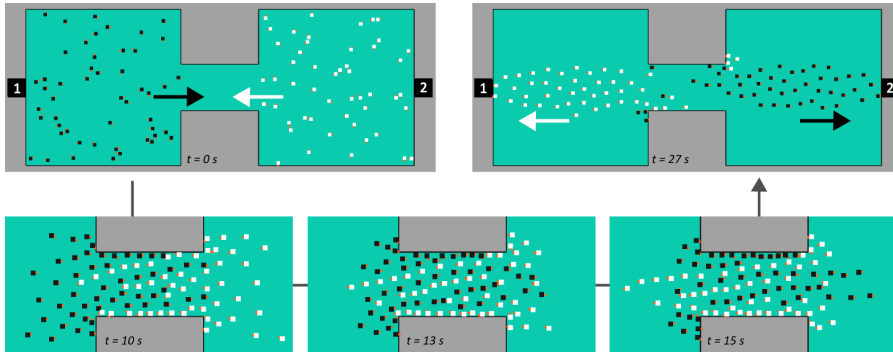 1
2
t = 0 s
1
2
t = 27 s
t = 10 s
t = 13 s
t = 15 s